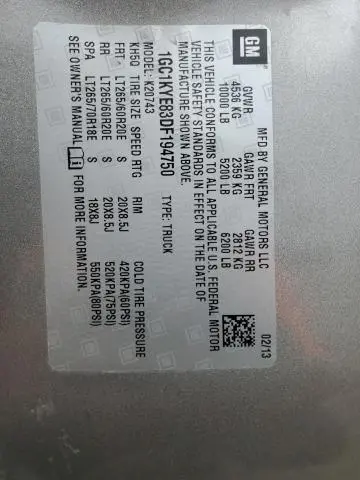 GM
MFD BY GENERAL MOTORS LLC
02/13
GVWR GAWR FRT GAWR RR
4536 KG 2359 KG 2812 KG
10000 LB 5200 LB 6200 LB
THIS VEHICLE CONFORMS TO ALL APPLICABLE U.S. FEDERAL MOTOR
VEHICLE SAFETY STANDARDS IN EFFECT ON THE DATE OF
MANUFACTURE SHOWN ABOVE.
1GC1KYE83DF194750 TYPE: TRUCK
MODEL: K20743
KH5Q TIRE SIZE SPEED RTG RIM COLD TIRE PRESSURE
FRT LT265/60R20E S 20X8.5J 420KPA(60PSI)
RR LT265/60R20E S 20X8.5J 520KPA(75PSI)
SPA LT265/70R18E S 18X8J 550KPA(80PSI)
SEE OWNER'S MANUAL i FOR MORE INFORMATION.